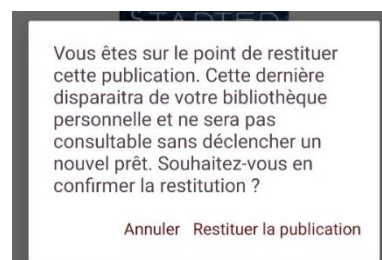 STARTED
Vous êtes sur le point de restituer
cette publication. Cette dernière
disparaitra de votre bibliothèque
personnelle et ne sera pas
consultable sans déclencher un
nouvel prêt. Souhaitez-vous en
confirmer la restitution ?
Annuler Restituer la publication